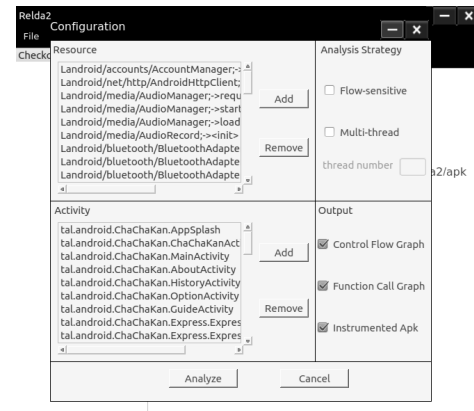 Relda2
Configuration
File
Checkc
Resource
Landroid/accounts/AccountManager;->
Landroid/net/http/AndroidHttpClient;
Landroid/media/AudioManager;->requ
Landroid/media/AudioManager;->start
Landroid/media/AudioManager;->load
Landroid/media/AudioRecord;-><init>
Landroid/bluetooth/BluetoothAdapte
Landroid/bluetooth/BluetoothAdapte
Landroid/bluetooth/BluetoothAdapte
Add
Remove
Analysis Strategy
Flow-sensitive
Multi-thread
thread number
a2/apk
Activity
tal.android.ChaChaKan.AppSplash
tal.android.ChaChaKan.ChaChaKanAct
tal.android.ChaChaKan.MainActivity
tal.android.ChaChaKan.AboutActivity
tal.android.ChaChaKan.HistoryActivity
tal.android.ChaChaKan.OptionActivity
tal.android.ChaChaKan.GuideActivity
tal.android.ChaChaKan.Express.Expres
tal.android.ChaChaKan.Express.Expres
Add
Remove
Output
Control Flow Graph
Function Call Graph
Instrumented Apk
Analyze
Cancel